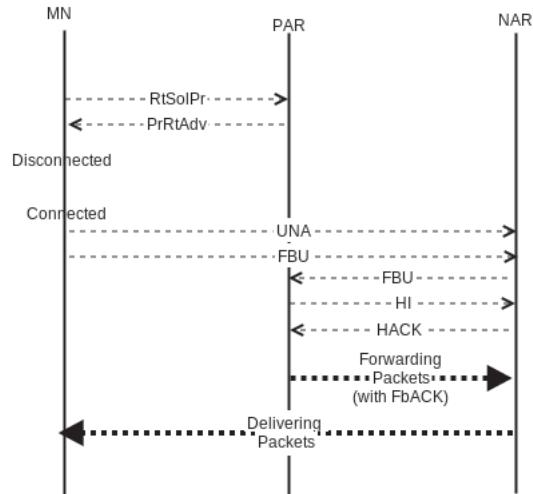 MN
PAR
NAR
RtSolPr
PrRtAdv
Disconnected
Connected
UNA
FBU
FBU
HI
HACK
Forwarding
Packets
(with FbACK)
Delivering
Packets